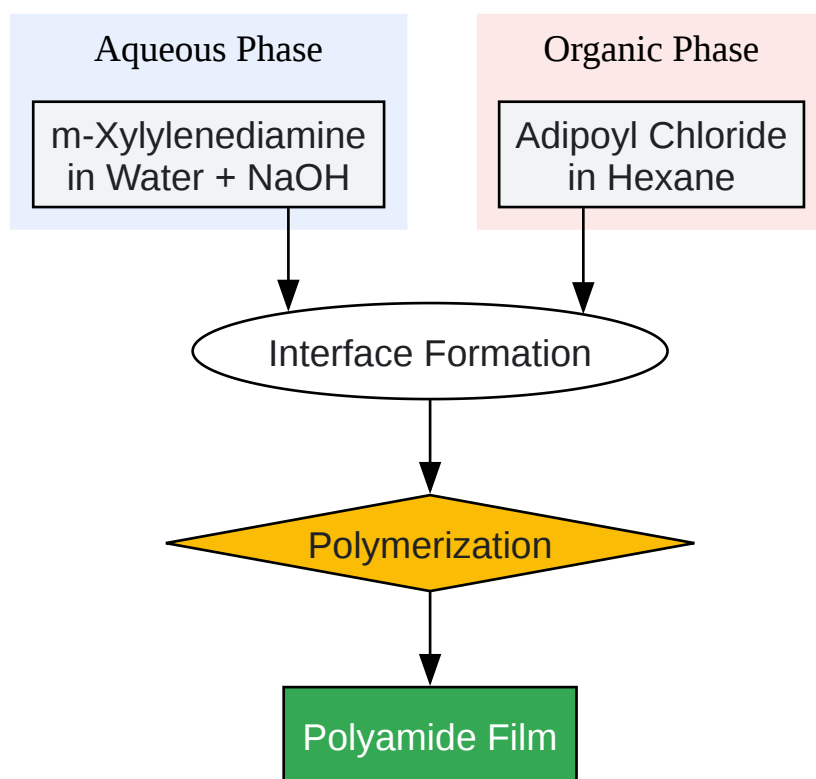 Aqueous Phase
Organic Phase
m-Xylylenediamine
in Water + NaOH
Adipoyl Chloride
in Hexane
Interface Formation
Polymerization
Polyamide Film